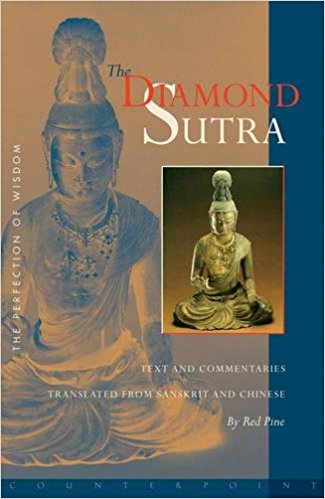 The
DIAMOND
SUTRA
THE PERFECTION OF WISDOM
TEXT AND COMMENTARIES
TRANSLATED FROM SANSKRIT AND CHINESE
By Red Pine
COUNTERPOINT